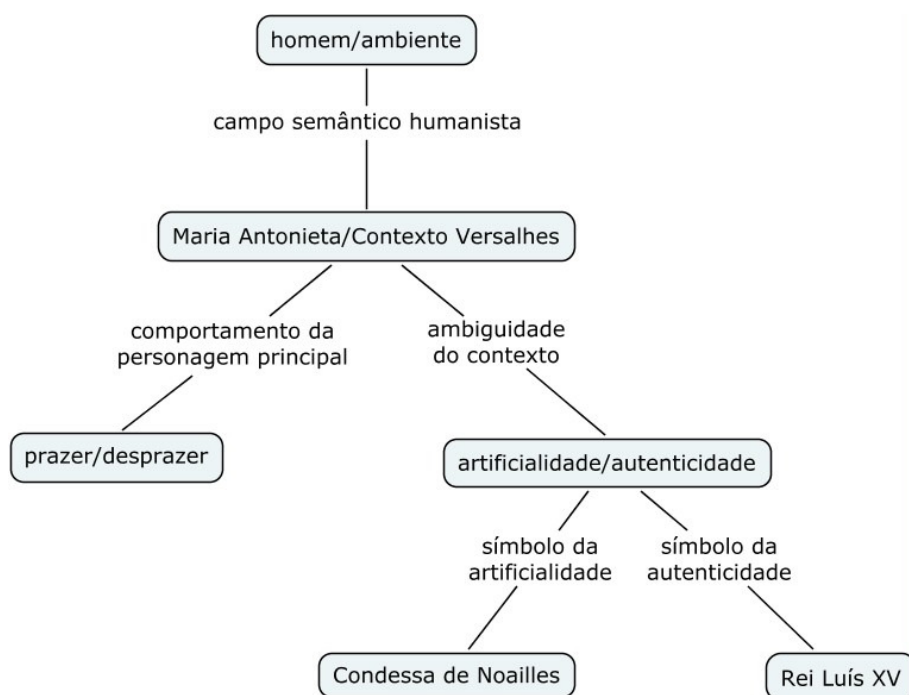 homem/ambiente
campo semântico humanista
Maria Antonieta/Contexto Versalhes
comportamento da
personagem principal
ambiguidade
do contexto
prazer/desprazer
artificialidade/autenticidade
símbolo da
artificialidade
símbolo da
autenticidade
Condessa de Noailles
Rei Luís XV